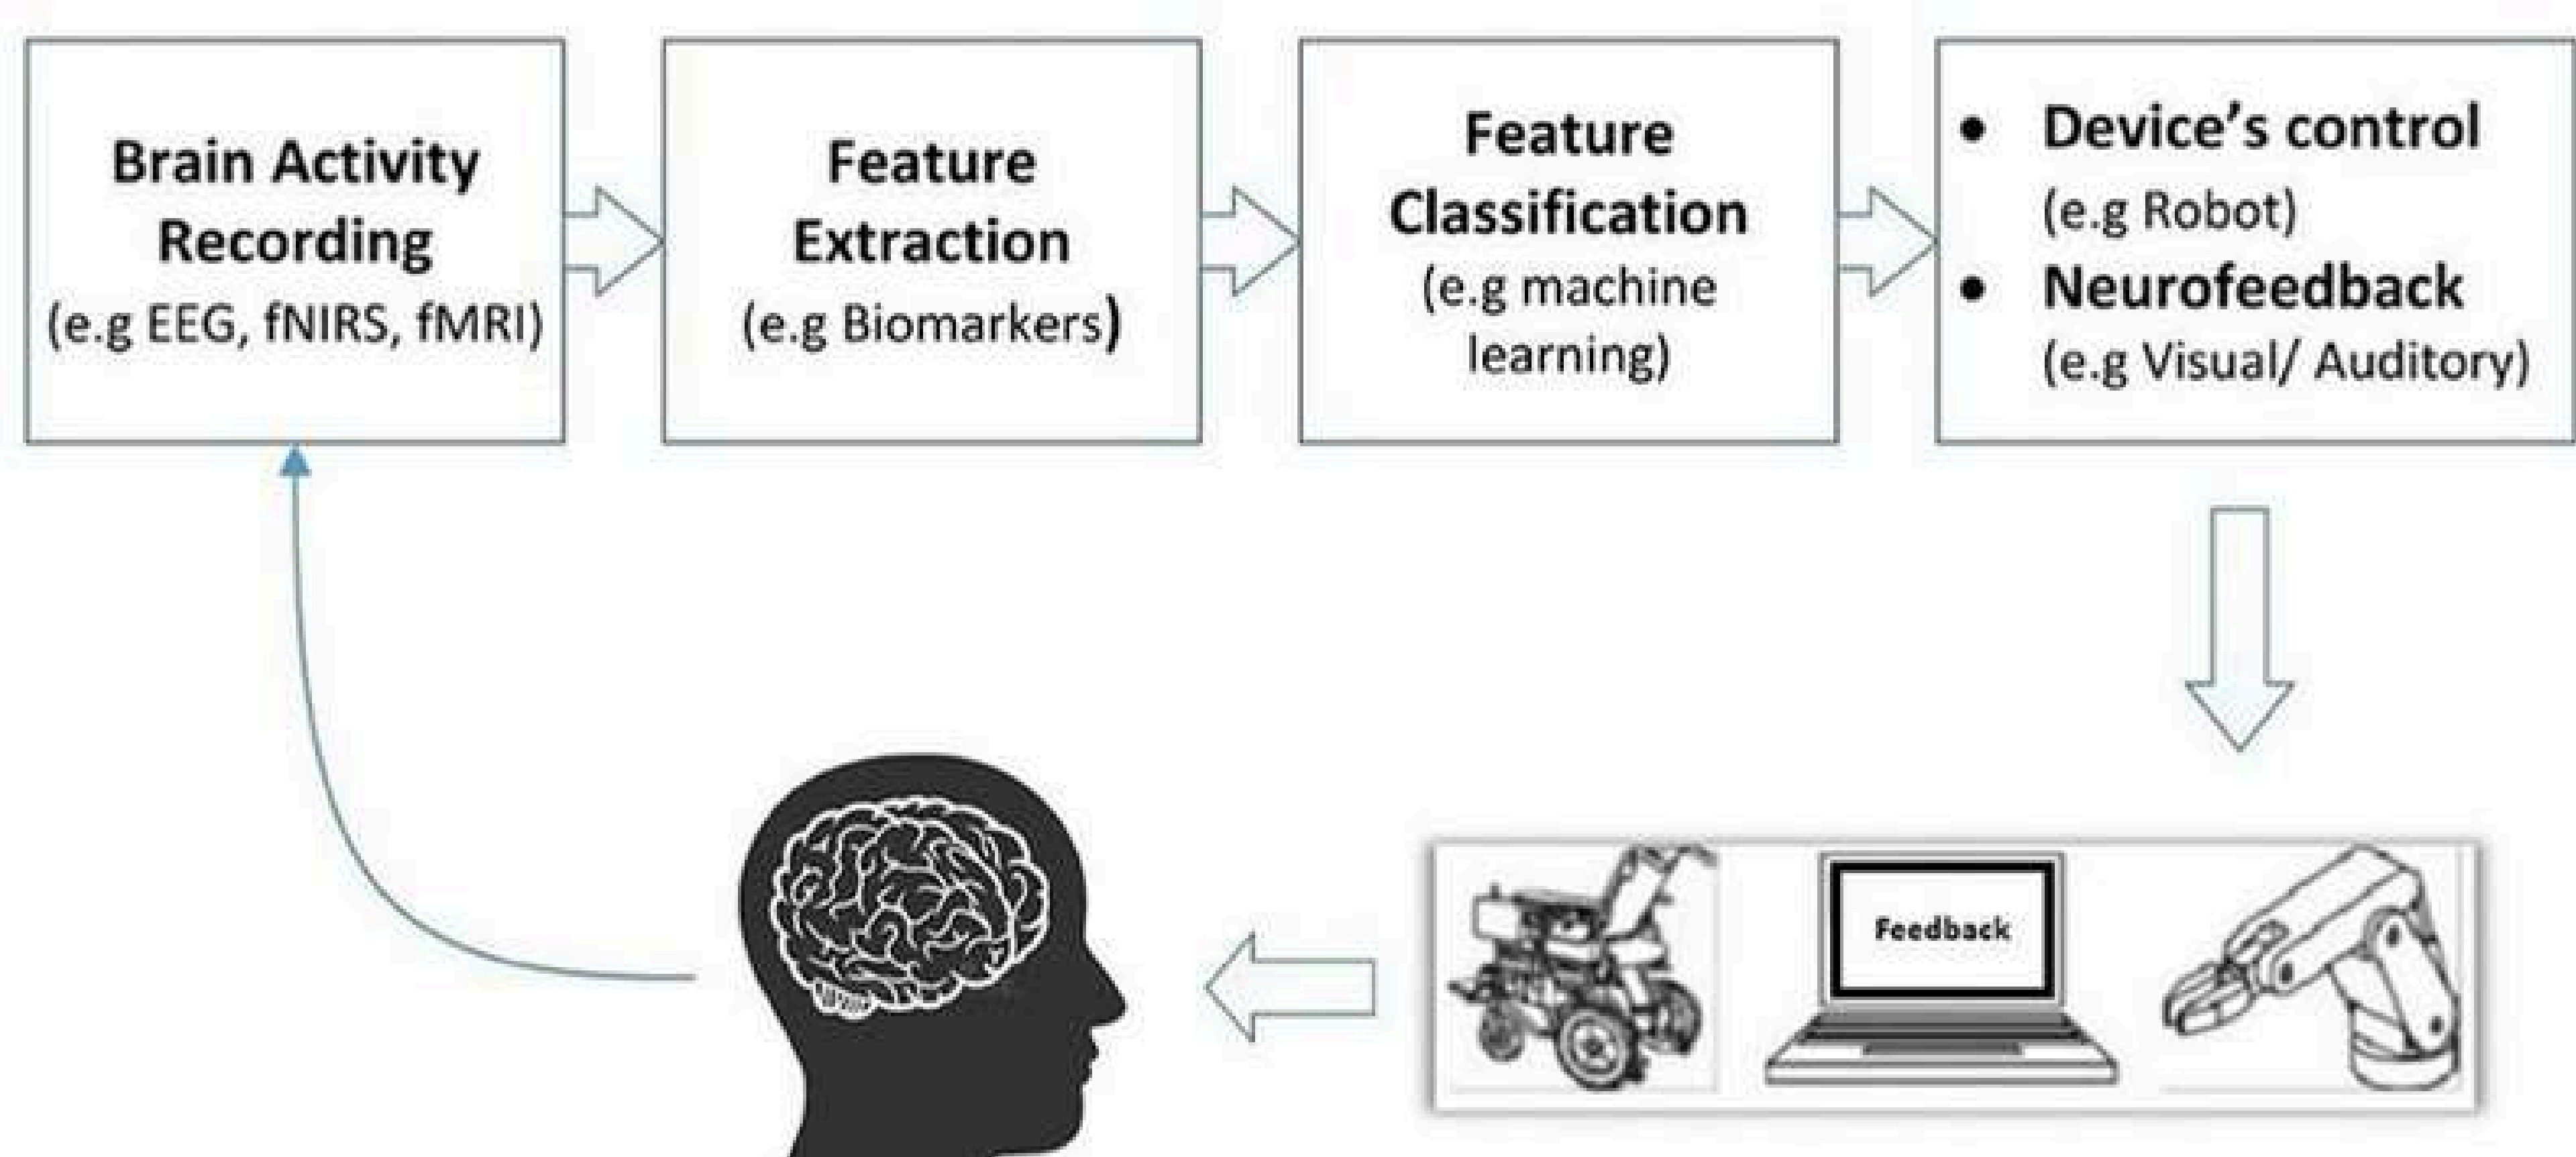 Brain Activity
Recording
(e.g EEG, fNIRS, fMRI)
Feature
Extraction
(e.g Biomarkers)
Feature
Classification
(e.g machine
learning)
• Device’s control
(e.g Robot)
• Neurofeedback
(e.g Visual/ Auditory)
Feedback